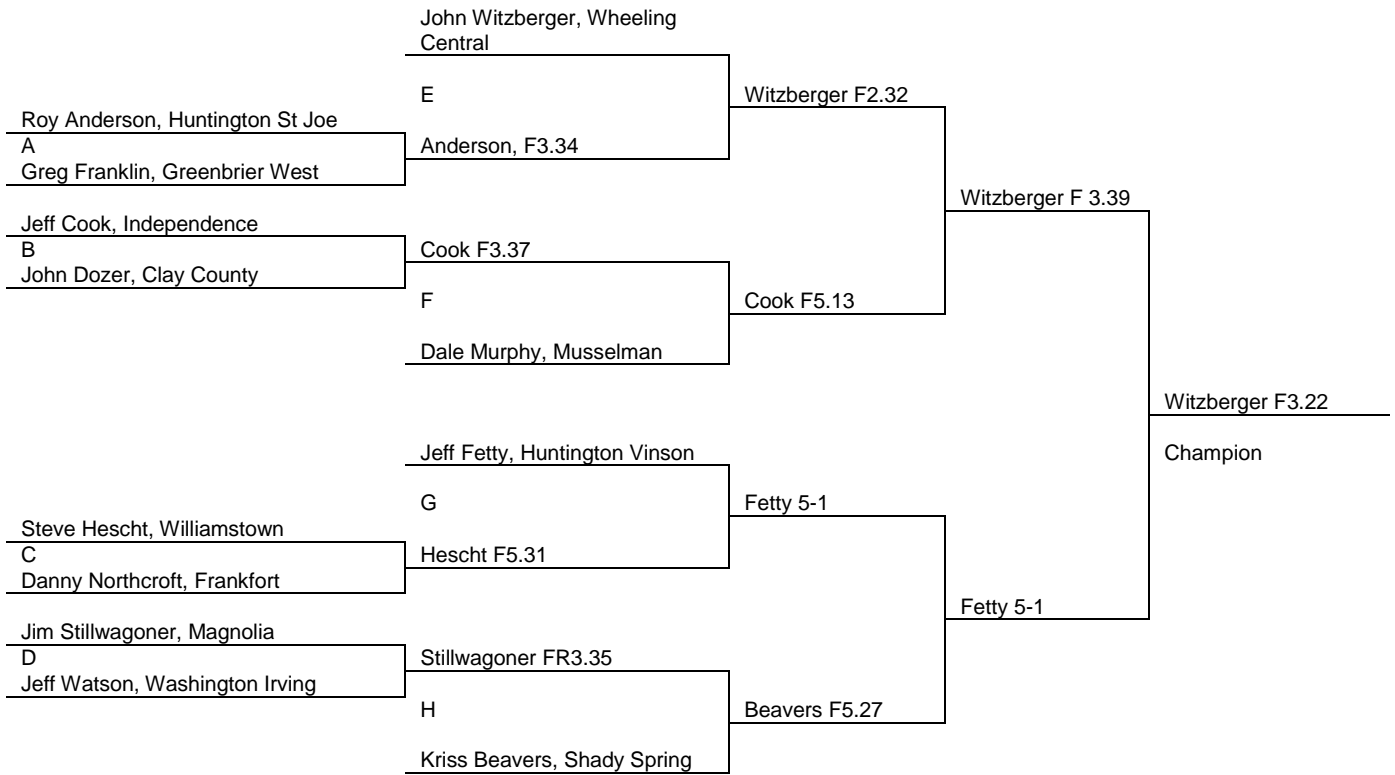 John Witzberger, Wheeling
Central
E
Witzberger F2.32
Roy Anderson, Huntington St Joe
A
Anderson, F3.34
Greg Franklin, Greenbrier West
Witzberger F 3.39
Jeff Cook, Independence
B
Cook F3.37
John Dozer, Clay County
F
Cook F5.13
Dale Murphy, Musselman
Witzberger F3.22
Jeff Fetty, Huntington Vinson
Champion
G
Fetty 5-1
Steve Hescht, Williamstown
C
Hescht F5.31
Danny Northcroft, Frankfort
Fetty 5-1
Jim Stillwagoner, Magnolia
D
Stillwagoner FR3.35
Jeff Watson, Washington Irving
H
Beavers F5.27
Kriss Beavers, Shady Spring